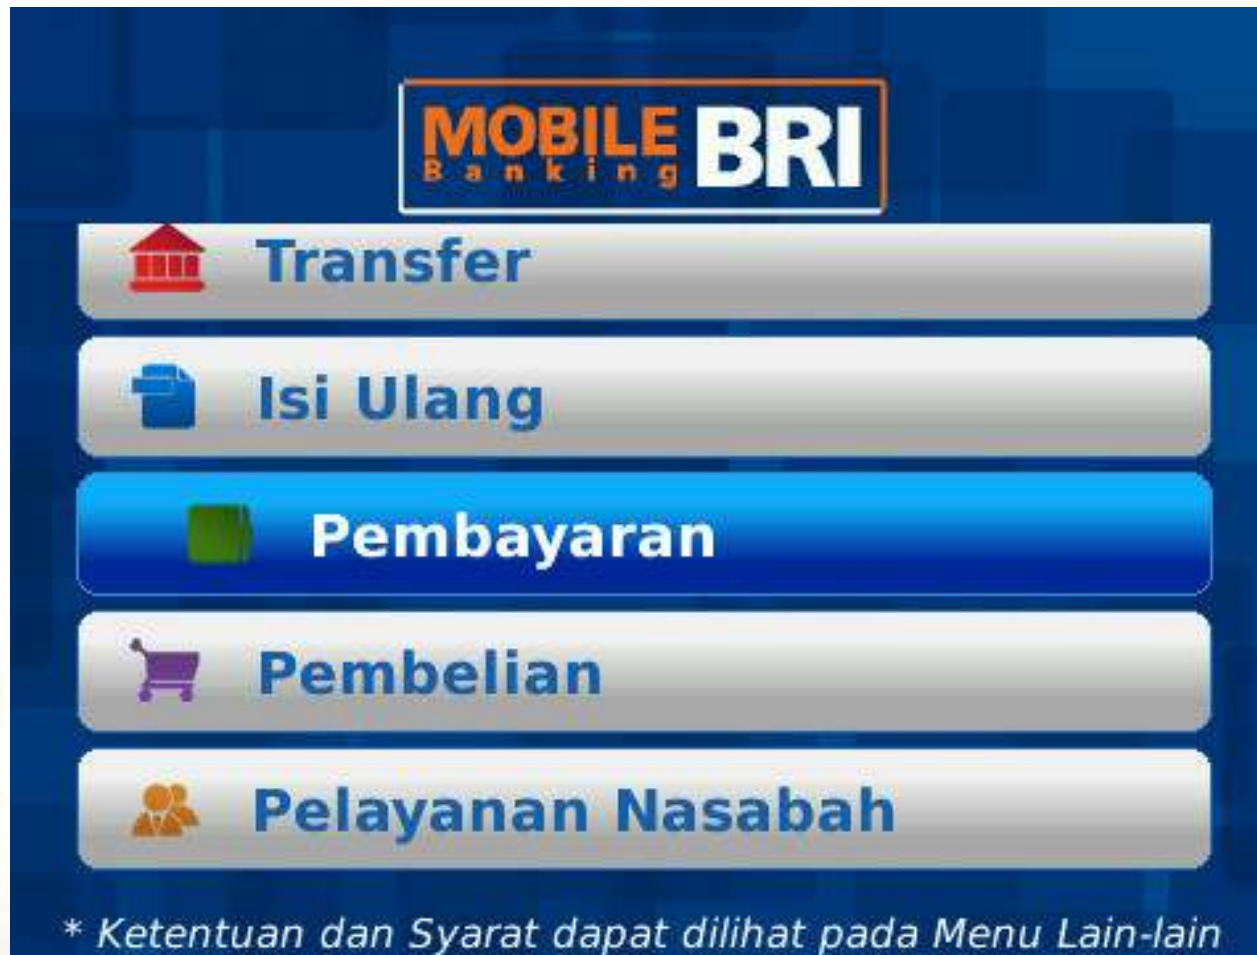 MOBILE BRI
Banking
Transfer
Isi Ulang
Pembayaran
Pembelian
Pelayanan Nasabah
* Ketentuan dan Syarat dapat dilihat pada Menu Lain-lain